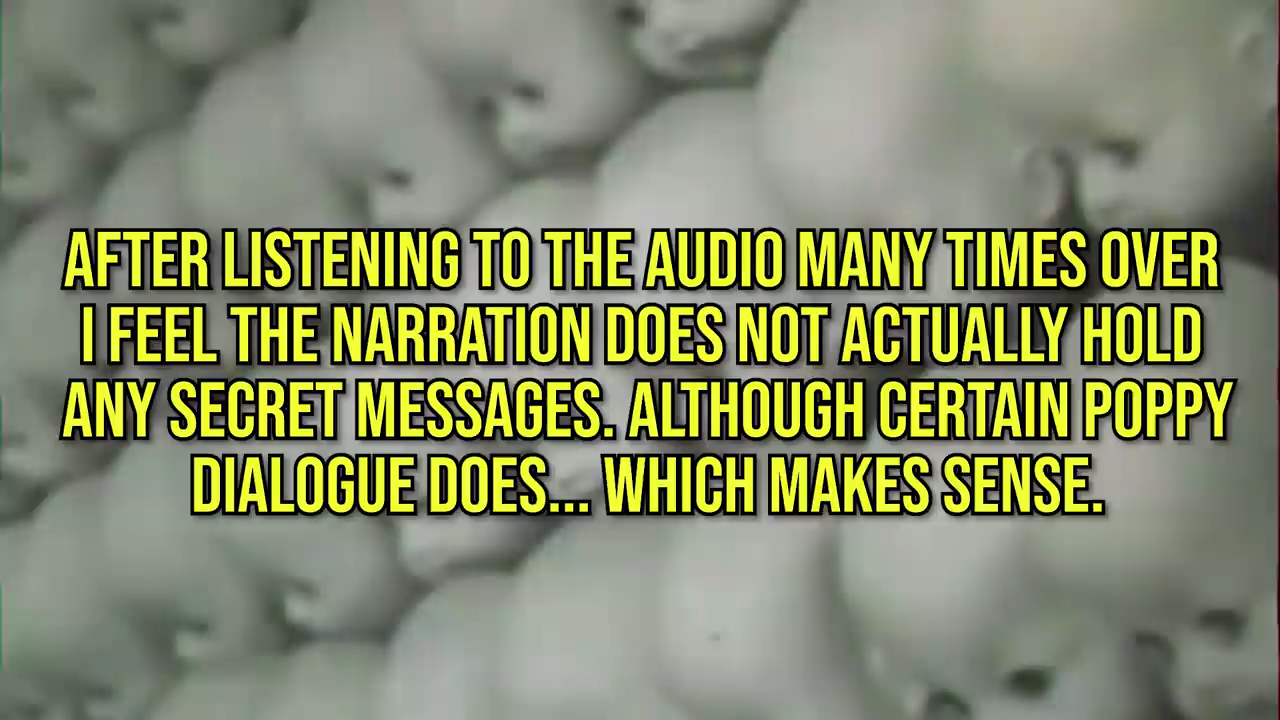 AFTER LISTENING TO THE AUDIO MANY TIMES OVER
I FEEL THE NARRATION DOES NOT ACTUALLY HOLD
ANY SECRET MESSAGES. ALTHOUGH CERTAIN POPPY
DIALOGUE DOES... WHICH MAKES SENSE.